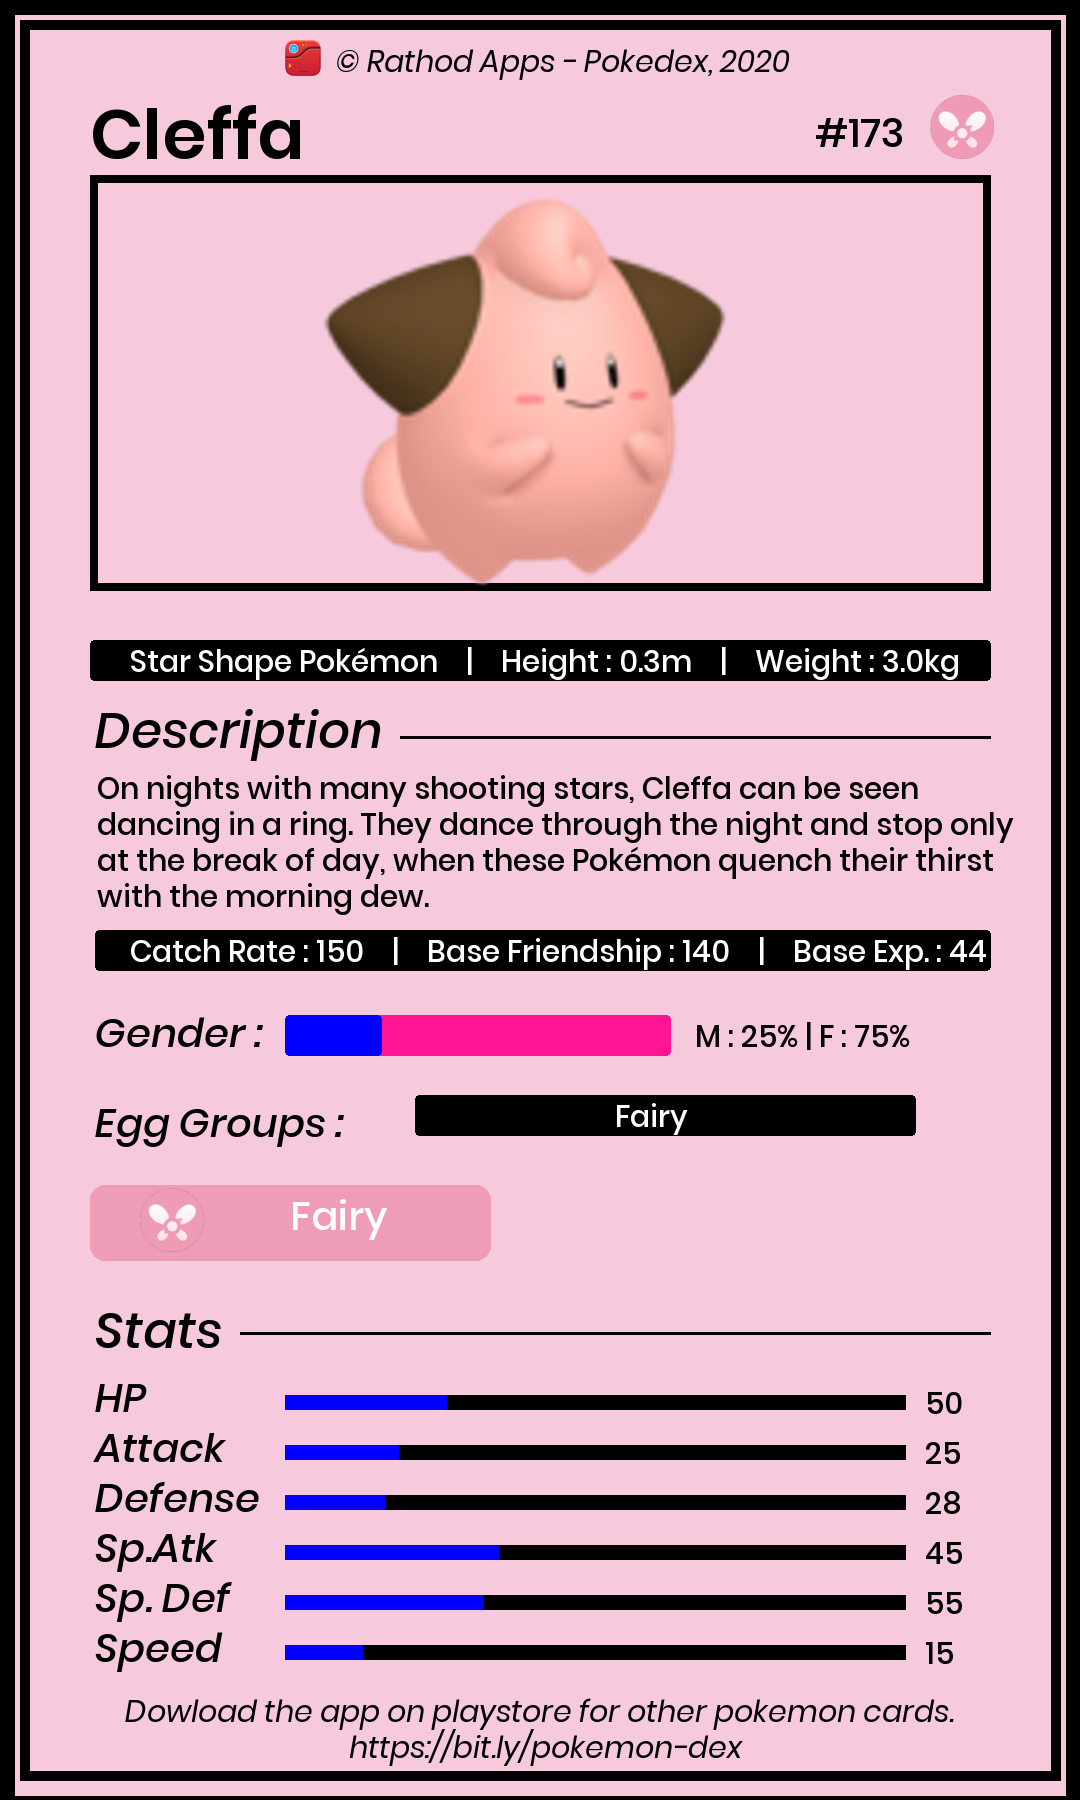 © Rathod Apps - Pokedex, 2020
Cleffa
#173
Star Shape Pokémon | Height : 0.3m | Weight : 3.0kg
Description
On nights with many shooting stars, Cleffa can be seen
dancing in a ring. They dance through the night and stop only
at the break of day, when these Pokémon quench their thirst
with the morning dew.
Catch Rate : 150 | Base Friendship : 140 | Base Exp. : 44
Gender : M : 25% | F : 75%
Egg Groups : Fairy
Fairy
Stats
HP 50
Attack 25
Defense 28
Sp.Atk 45
Sp. Def 55
Speed 15
Dowload the app on playstore for other pokemon cards.
https://bit.ly/pokemon-dex